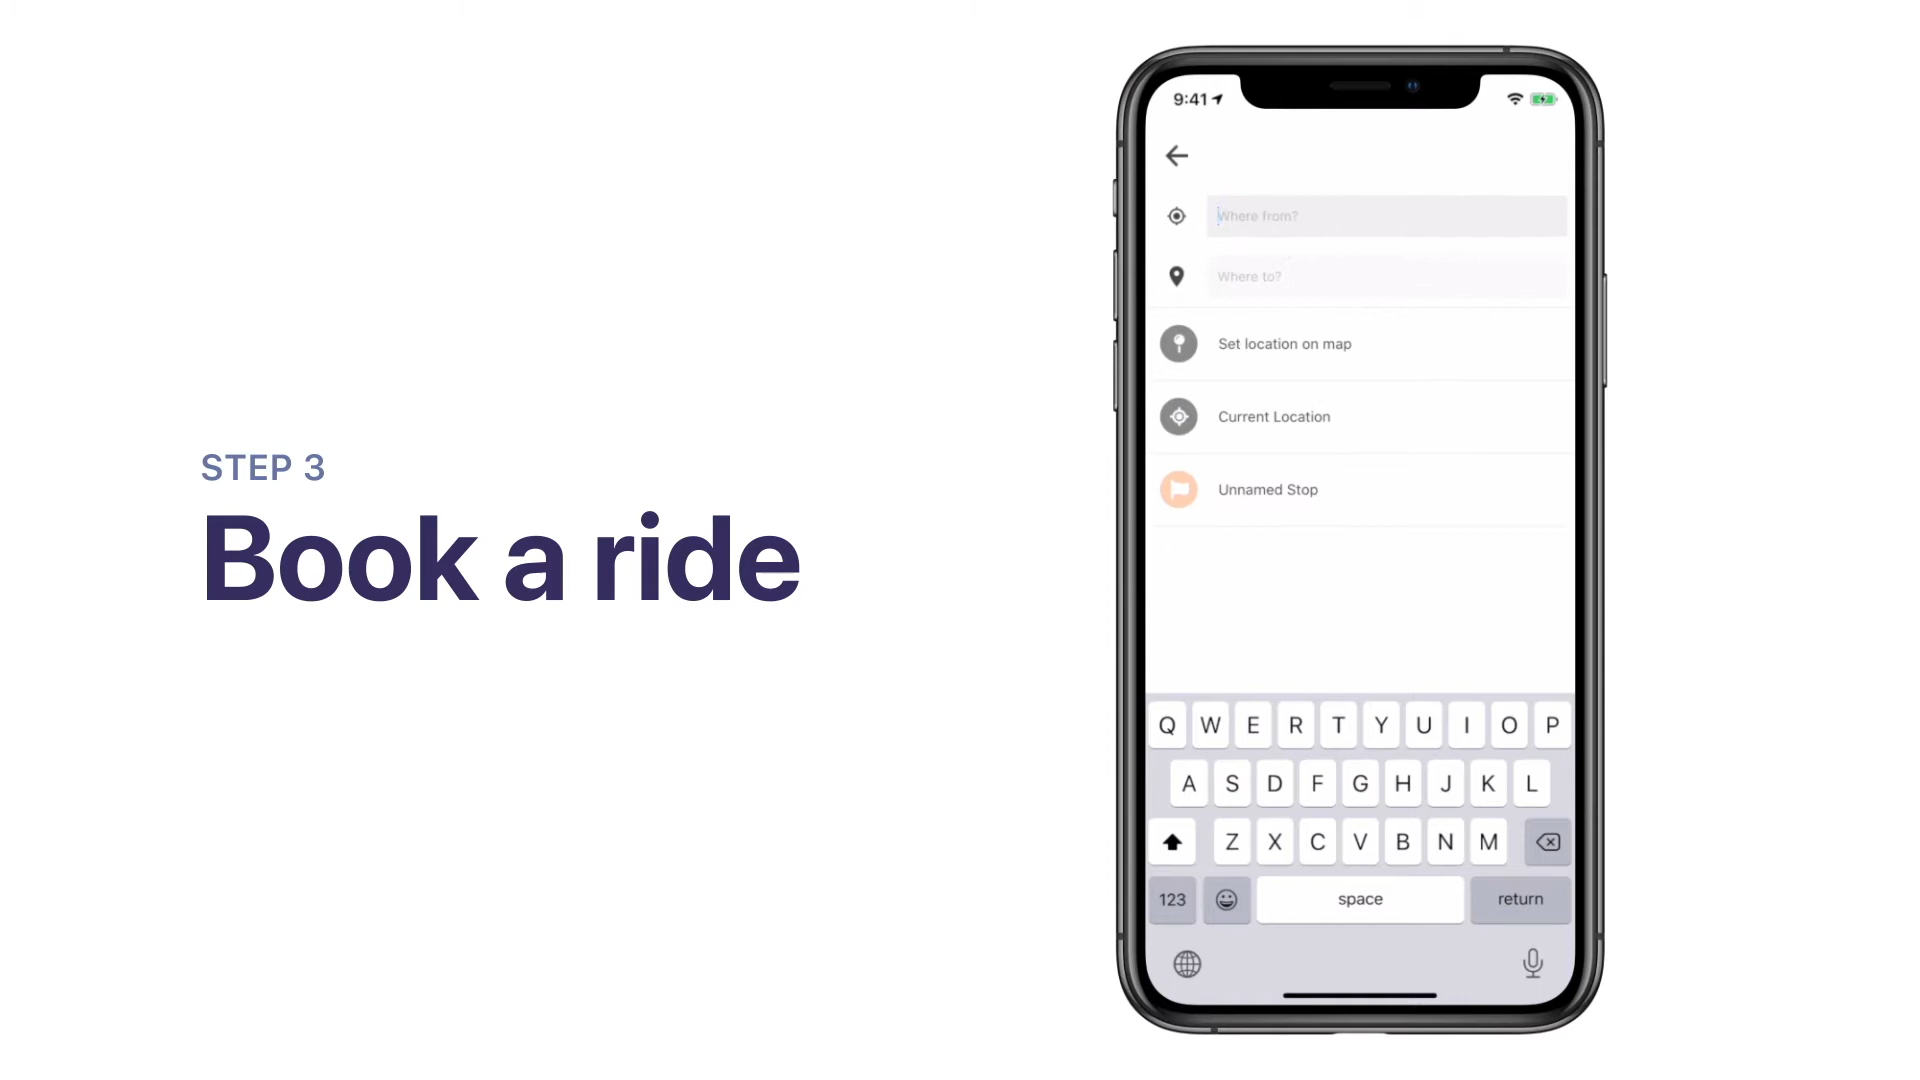 STEP 3
Book a ride
9:41
Where from?
Where to?
Set location on map
Current Location
Unnamed Stop
Q W E R T Y U I O P
A S D F G H J K L
Z X C V B N M
123 space return